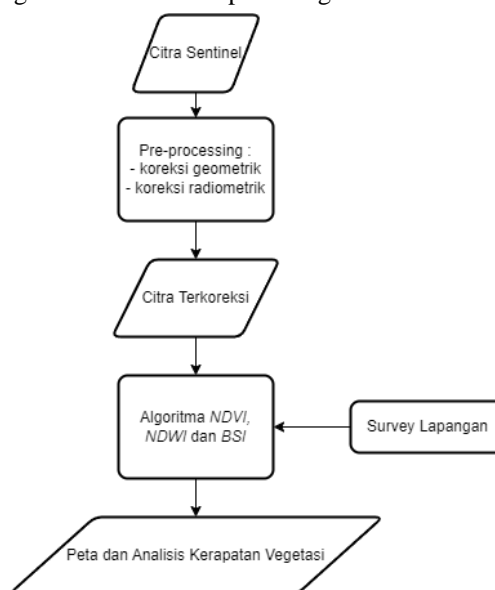 Citra Sentinel
Pre-processing :
- koreksi geometrik
- koreksi radiometrik
Citra Terkoreksi
Algoritma NDVI,
NDWI dan BSI
Survey Lapangan
Peta dan Analisis Kerapatan Vegetasi